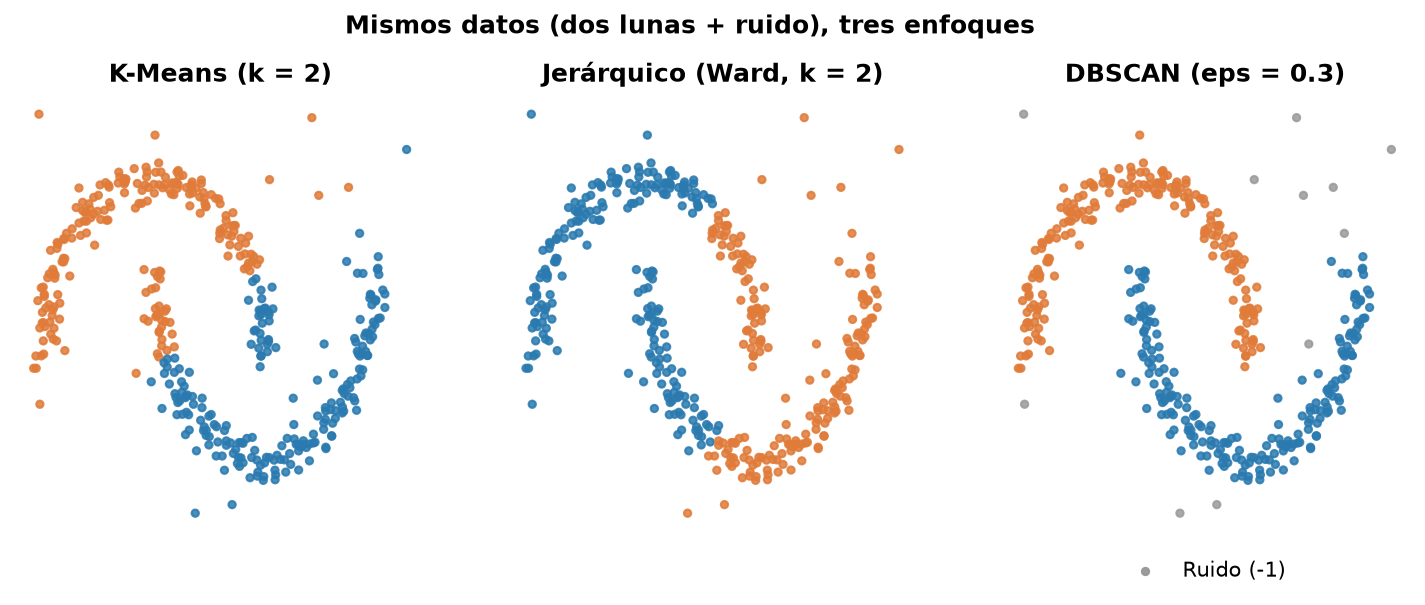 Mismos datos (dos lunas + ruido), tres enfoques
K-Means (k = 2)
Jerárquico (Ward, k = 2)
DBSCAN (eps = 0.3)
Ruido (-1)